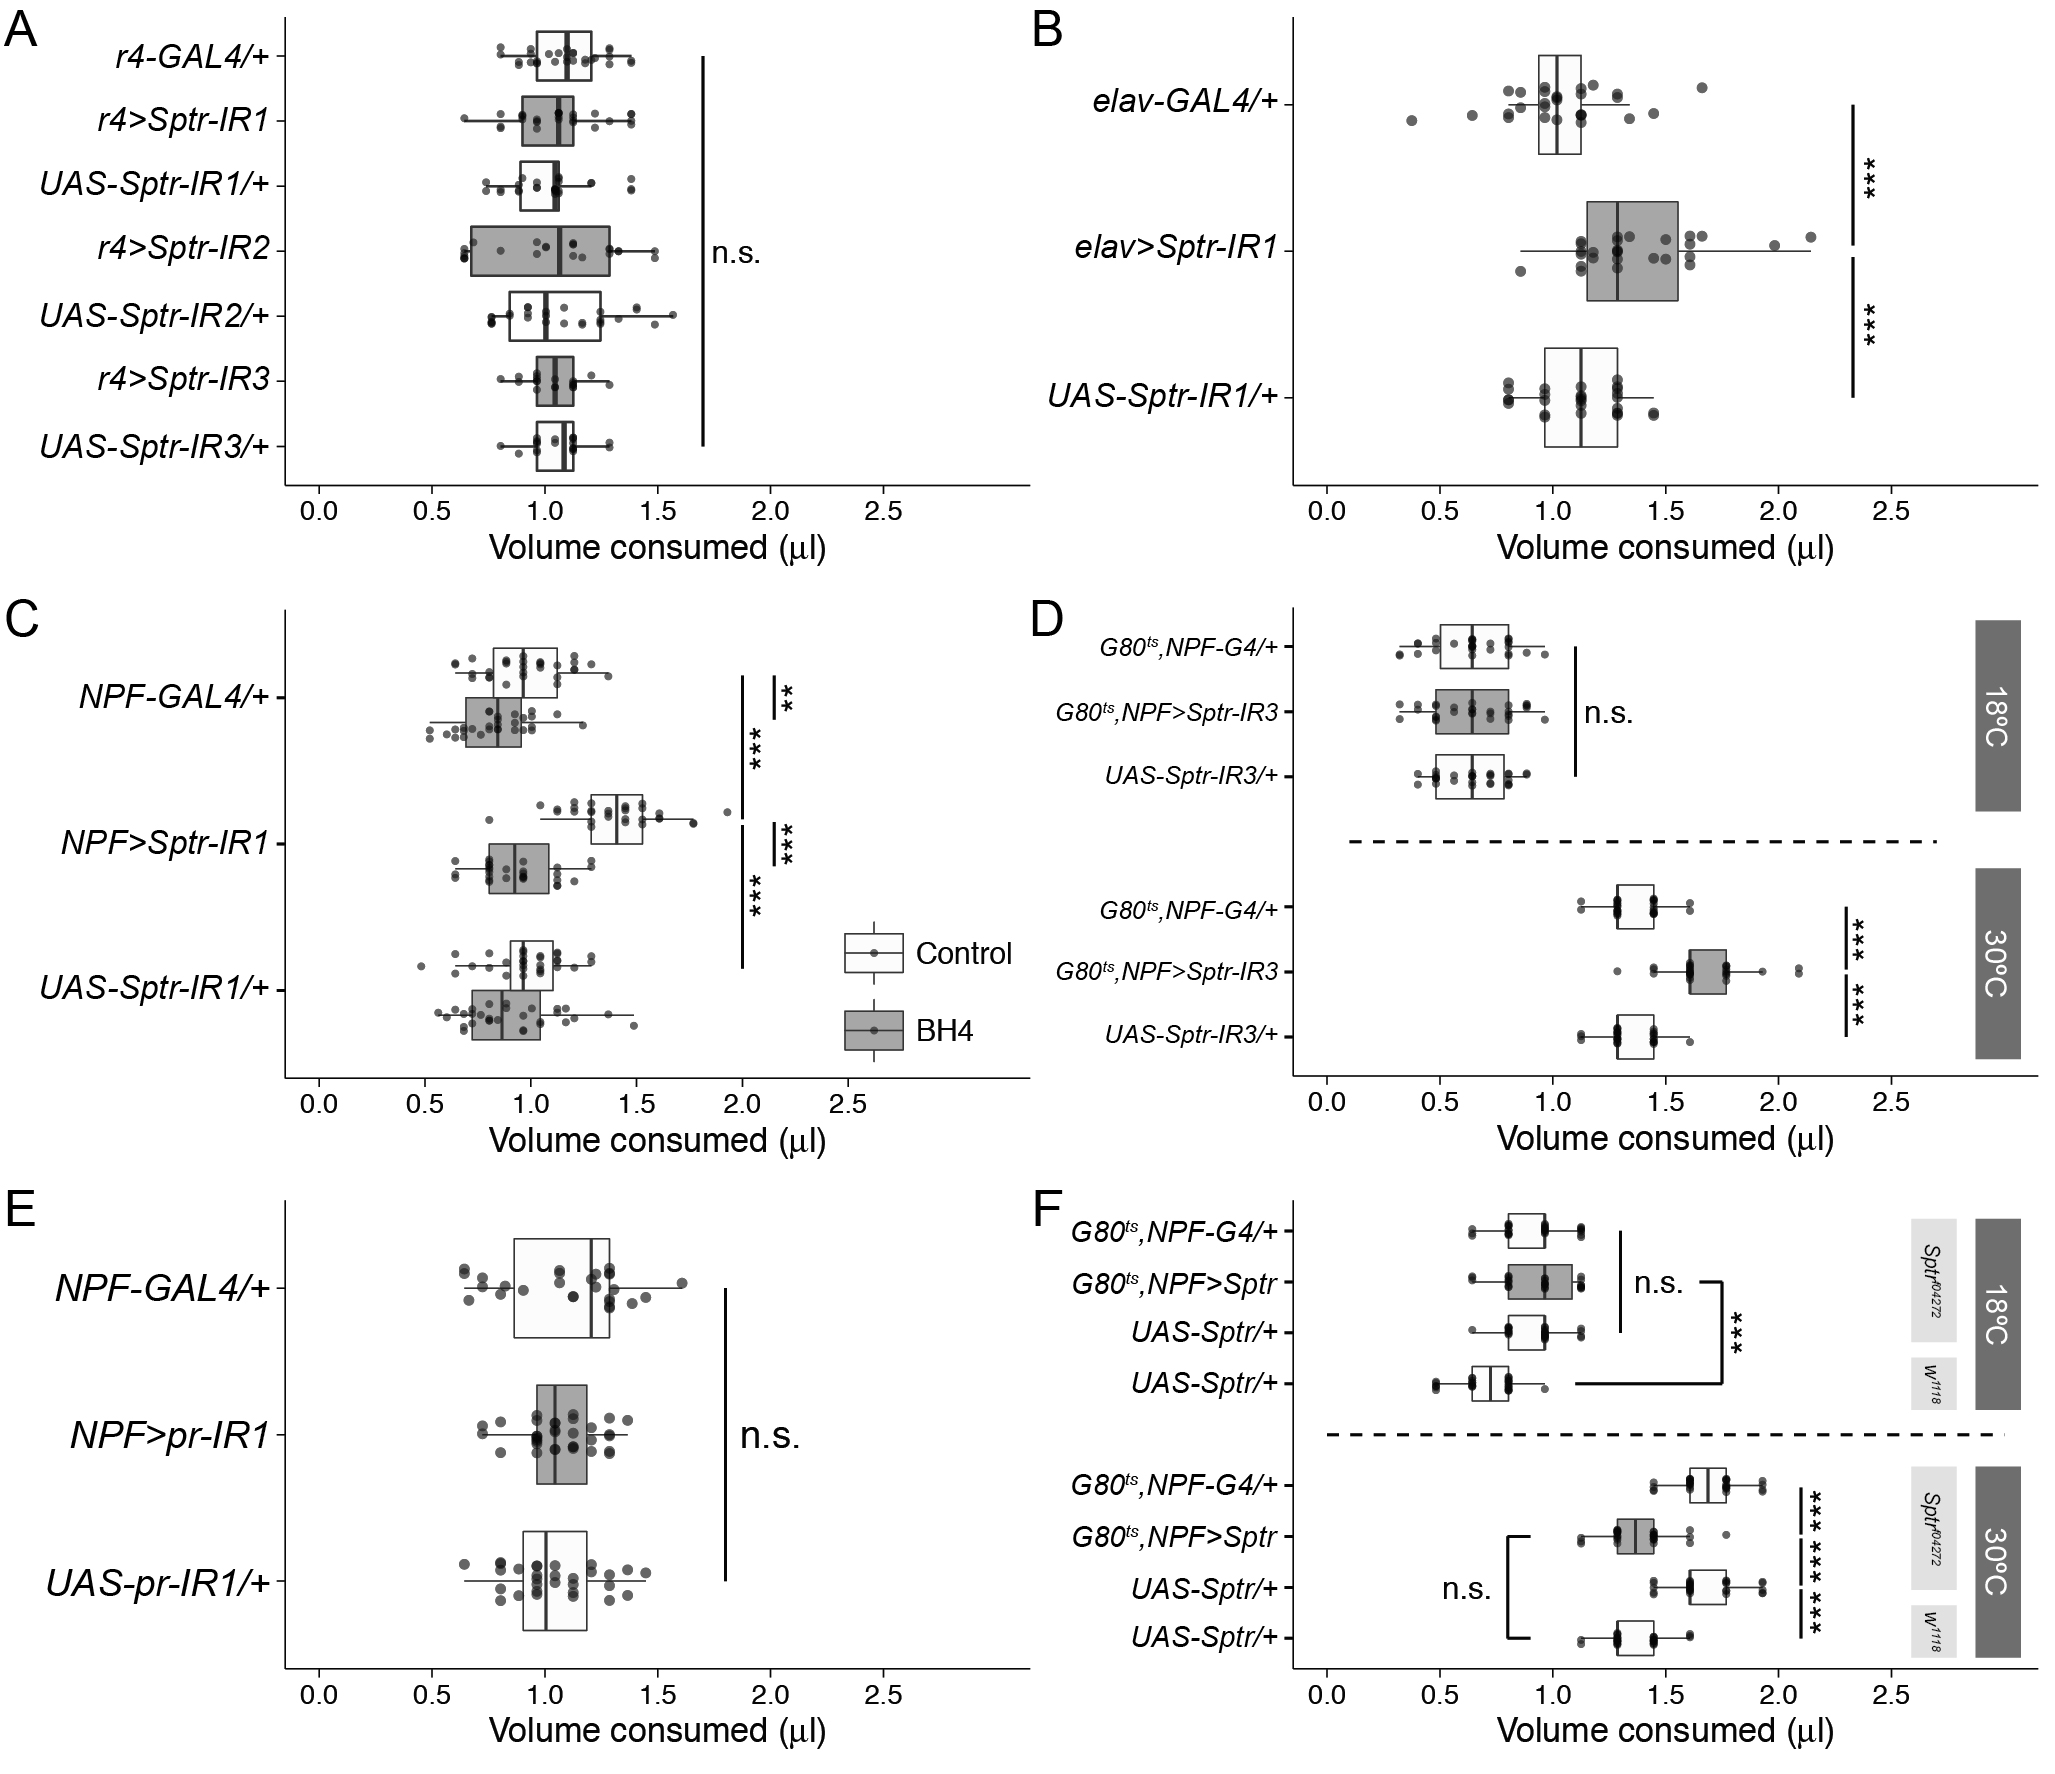 A
r4-GAL4/+
r4>Sptr-IR1
UAS-Sptr-IR1/+
r4>Sptr-IR2
UAS-Sptr-IR2/+
r4>Sptr-IR3
UAS-Sptr-IR3/+
n.s.
0.0 0.5 1.0 1.5 2.0 2.5
Volume consumed (µl)
B
elav-GAL4/+
elav>Sptr-IR1
UAS-Sptr-IR1/+
***
***
0.0 0.5 1.0 1.5 2.0 2.5
Volume consumed (µl)
C
NPF-GAL4/+
NPF>Sptr-IR1
UAS-Sptr-IR1/+
**
***
***
***
Control
BH4
0.0 0.5 1.0 1.5 2.0 2.5
Volume consumed (µl)
D
G80ts,NPF-G4/+
G80ts,NPF>Sptr-IR3
UAS-Sptr-IR3/+
n.s.
18ºC
G80ts,NPF-G4/+
G80ts,NPF>Sptr-IR3
UAS-Sptr-IR3/+
***
***
30ºC
0.0 0.5 1.0 1.5 2.0 2.5
Volume consumed (µl)
E
NPF-GAL4/+
NPF>pr-IR1
UAS-pr-IR1/+
n.s.
0.0 0.5 1.0 1.5 2.0 2.5
Volume consumed (µl)
F
G80ts,NPF-G4/+
G80ts,NPF>Sptr
UAS-Sptr/+
UAS-Sptr/+
n.s.
***
Sptrf04272
w1118
18ºC
G80ts,NPF-G4/+
G80ts,NPF>Sptr
UAS-Sptr/+
UAS-Sptr/+
n.s.
***
***
***
Sptrf04272
w1118
30ºC
0.0 0.5 1.0 1.5 2.0 2.5
Volume consumed (µl)